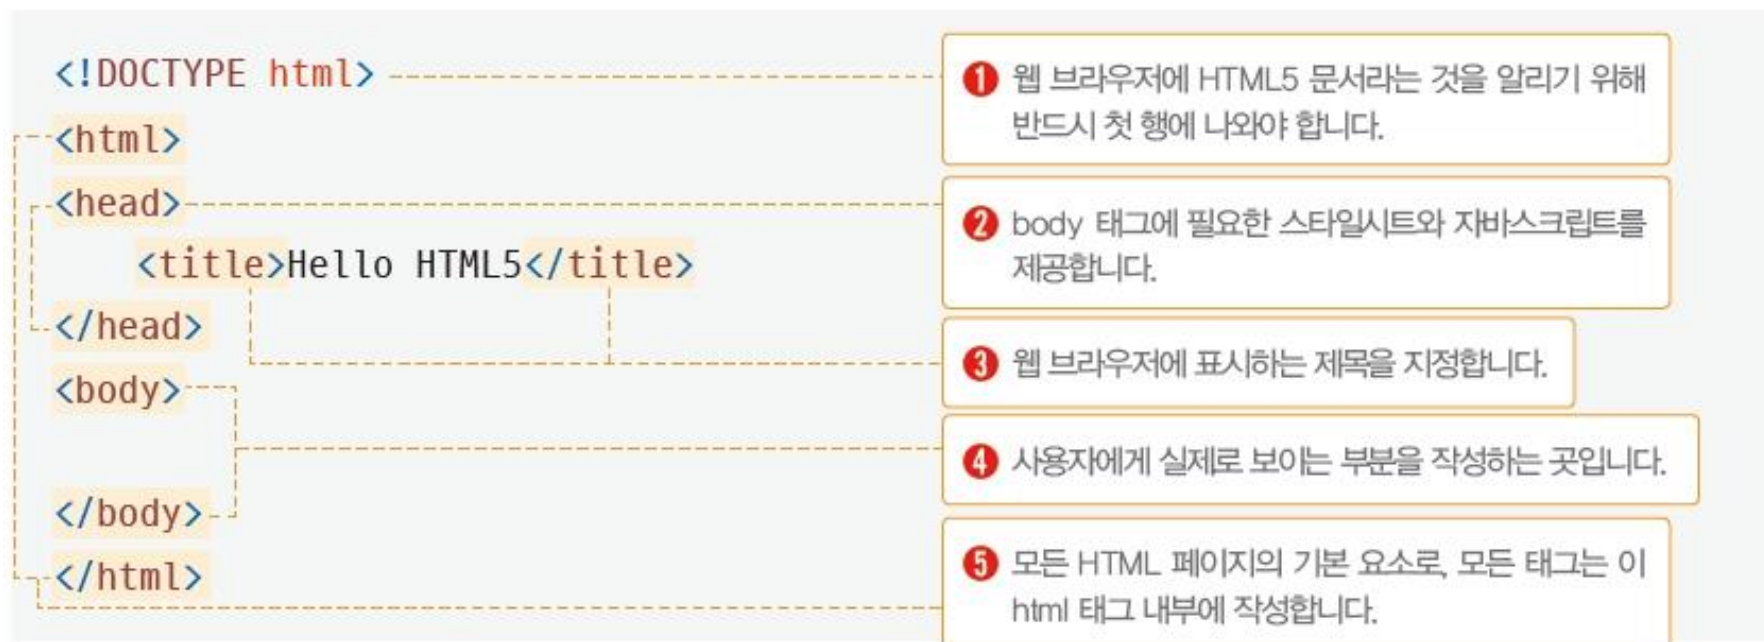 <!DOCTYPE html>
<html>
<head>
<title>Hello HTML5</title>
</head>
<body>
</body>
</html>
❶ 웹 브라우저에 HTML5 문서라는 것을 알리기 위해
반드시 첫 행에 나와야 합니다.
❷ body 태그에 필요한 스타일시트와 자바스크립트를
제공합니다.
❸ 웹 브라우저에 표시하는 제목을 지정합니다.
❹ 사용자에게 실제로 보이는 부분을 작성하는 곳입니다.
❺ 모든 HTML 페이지의 기본 요소로, 모든 태그는 이
html 태그 내부에 작성합니다.